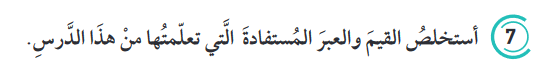 7 أستخلصُ القيمَ والعبرَ المُستفادةَ الَّتي تعلّمتُها منْ هذَا الدَّرسِ.